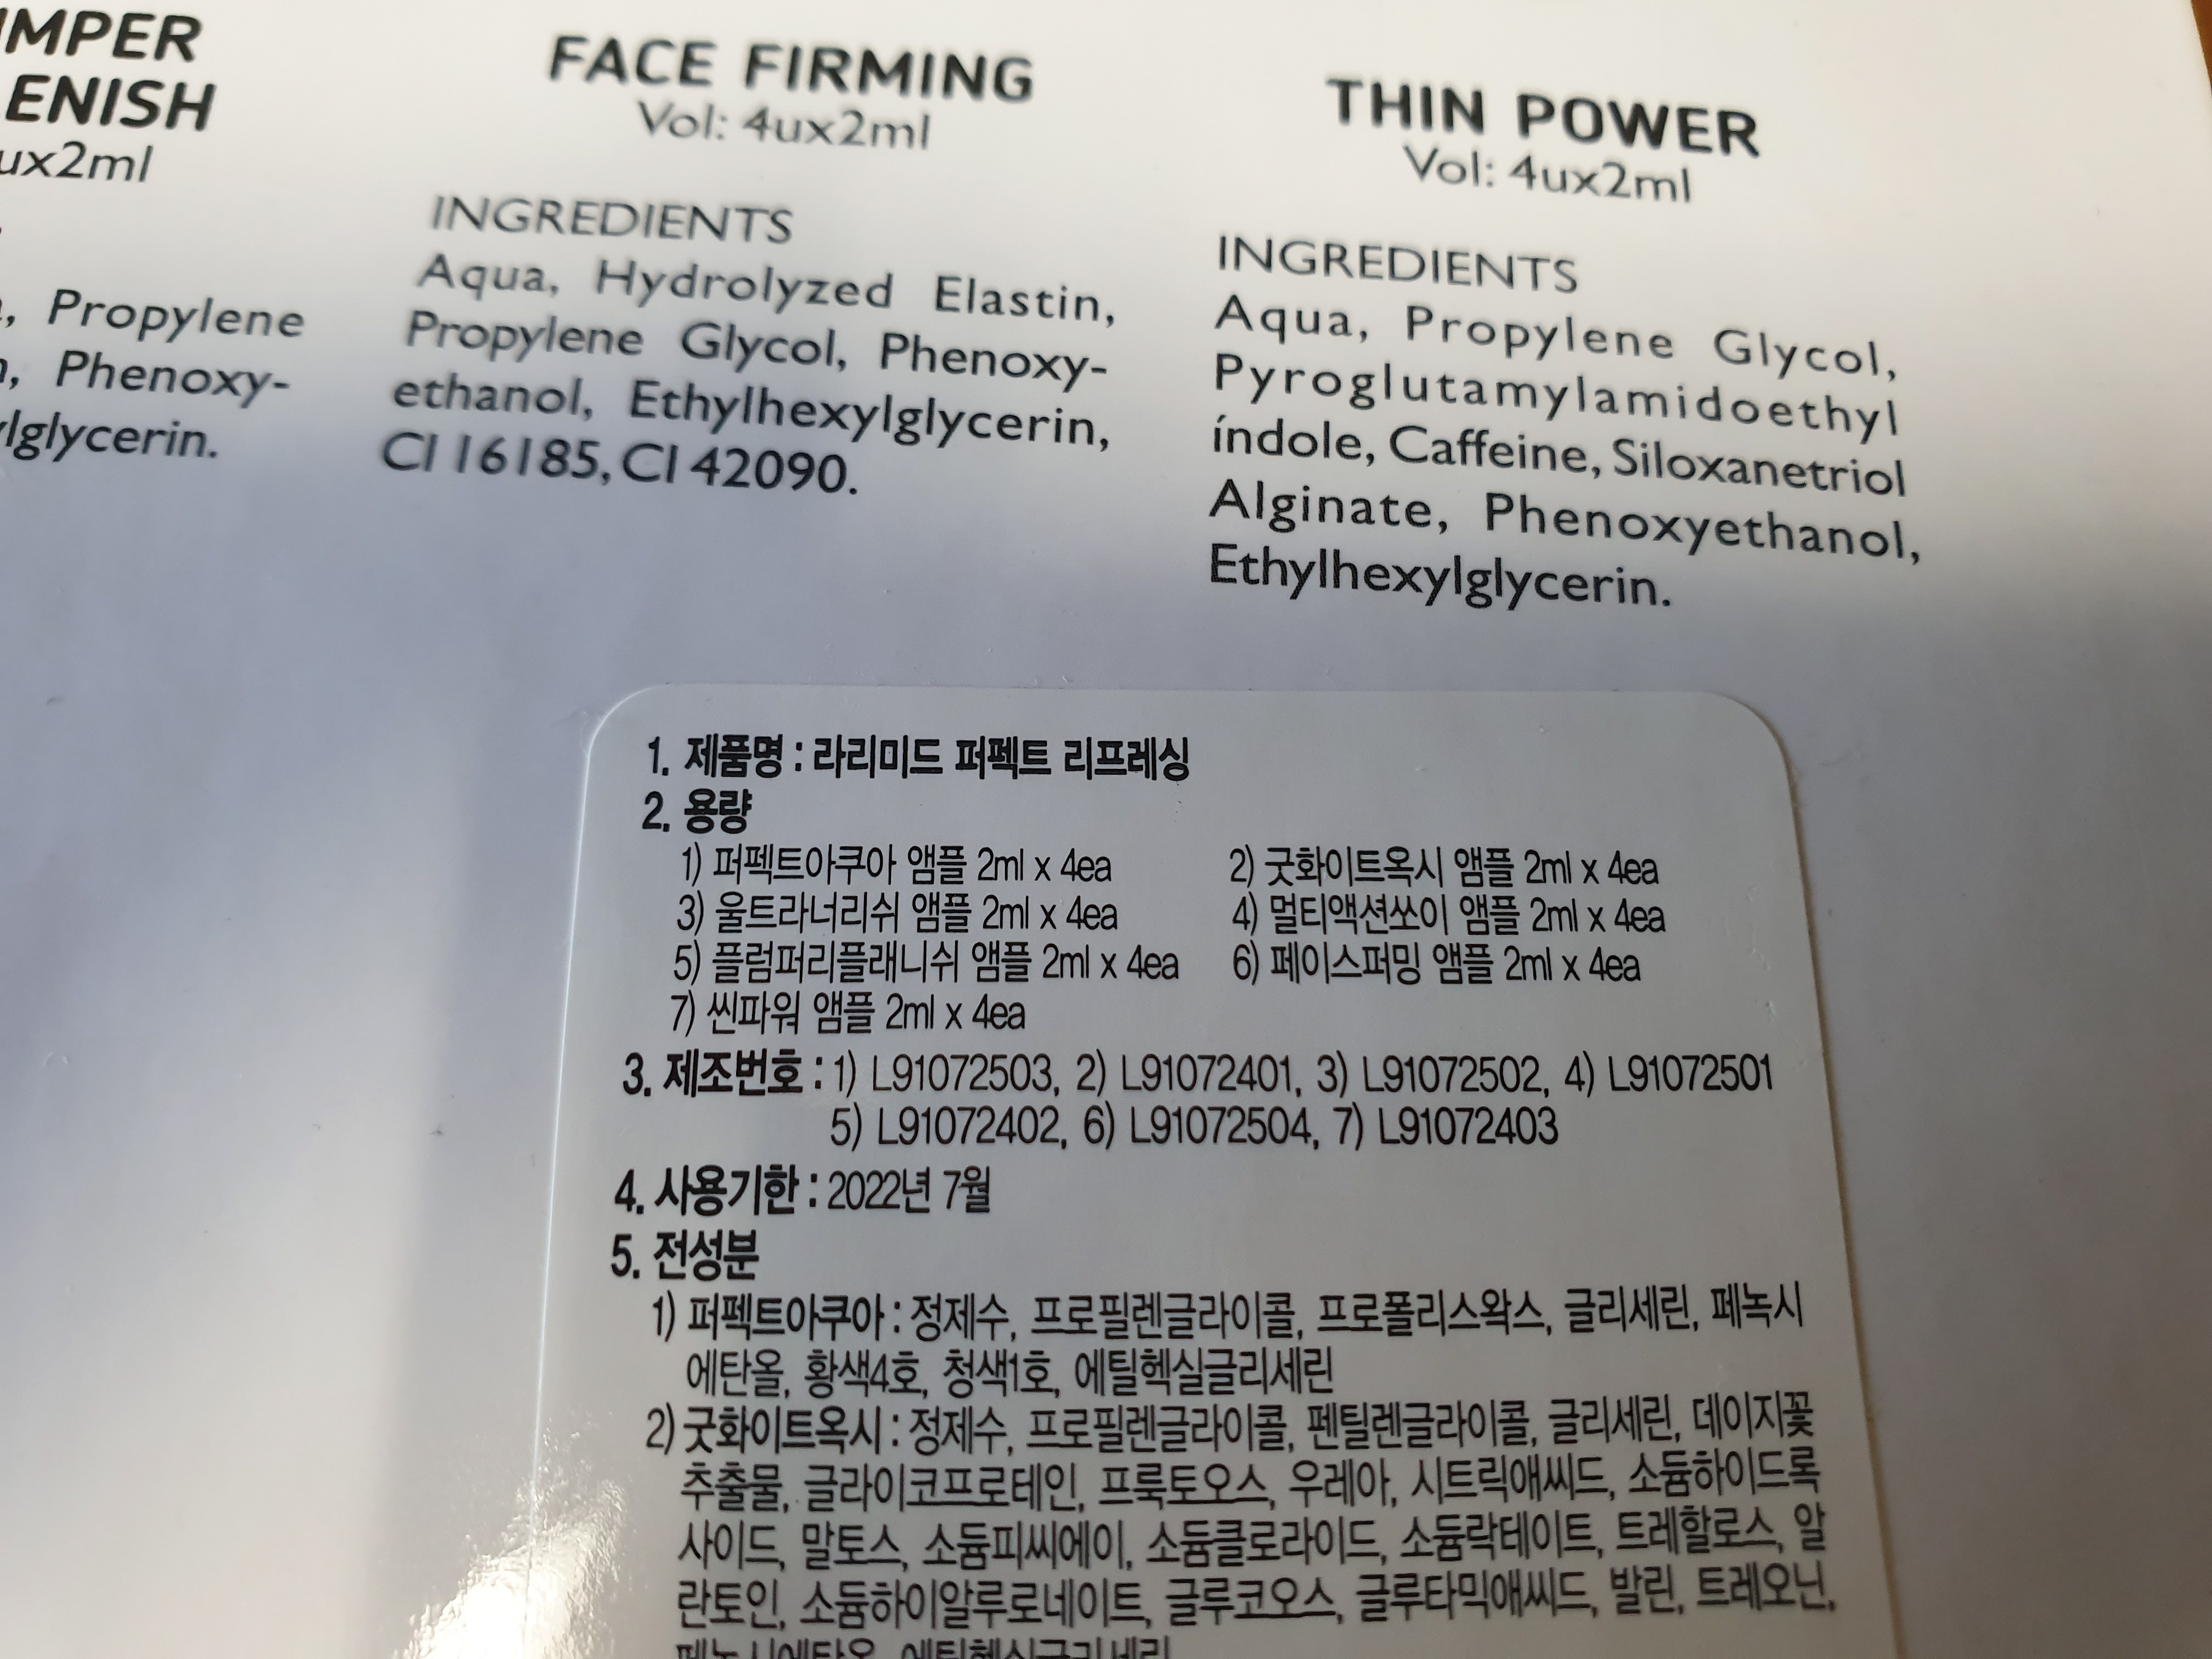 MPER
ENISH
ux2ml
Propylene
Phenoxy-
lglycerin.
FACE FIRMING
Vol: 4ux2ml
INGREDIENTS
Aqua, Hydrolyzed Elastin,
Propylene Glycol, Phenoxy-
ethanol, Ethylhexylglycerin,
CI 16185, CI 42090.
THIN POWER
Vol: 4ux2ml
INGREDIENTS
Aqua, Propylene Glycol,
Pyroglutamylamidoethyl
índole, Caffeine, Siloxanetriol
Alginate, Phenoxyethanol,
Ethylhexylglycerin.
1. 제품명 : 라리미드 퍼펙트 리프레싱
2. 용량
1) 퍼펙트아쿠아 앰플 2ml x 4ea 2) 굿화이트옥시 앰플 2ml x 4ea
3) 울트라너리쉬 앰플 2ml x 4ea 4) 멀티액션쏘이 앰플 2ml x 4ea
5) 플럼퍼리플래니쉬 앰플 2ml x 4ea 6) 페이스퍼밍 앰플 2ml x 4ea
7) 씬파워 앰플 2ml x 4ea
3. 제조번호 : 1) L91072503, 2) L91072401, 3) L91072502, 4) L91072501
5) L91072402, 6) L91072504, 7) L91072403
4. 사용기한 : 2022년 7월
5. 전성분
1) 퍼펙트아쿠아 : 정제수, 프로필렌글라이콜, 프로폴리스왁스, 글리세린, 페녹시
에탄올, 황색4호, 청색1호, 에틸헥실글리세린
2) 굿화이트옥시 : 정제수, 프로필렌글라이콜, 펜틸렌글라이콜, 글리세린, 데이지꽃
추출물, 글라이코프로테인, 프룩토오스, 우레아, 시트릭애씨드, 소듐하이드록
사이드, 말토스, 소듐피씨에이, 소듐클로라이드, 소듐락테이트, 트레할로스, 알
란토인, 소듐하이알루로네이트, 글루코오스, 글루타믹애씨드, 발린, 트레오닌,
페녹시에탄올, 에틸헥실글리세린